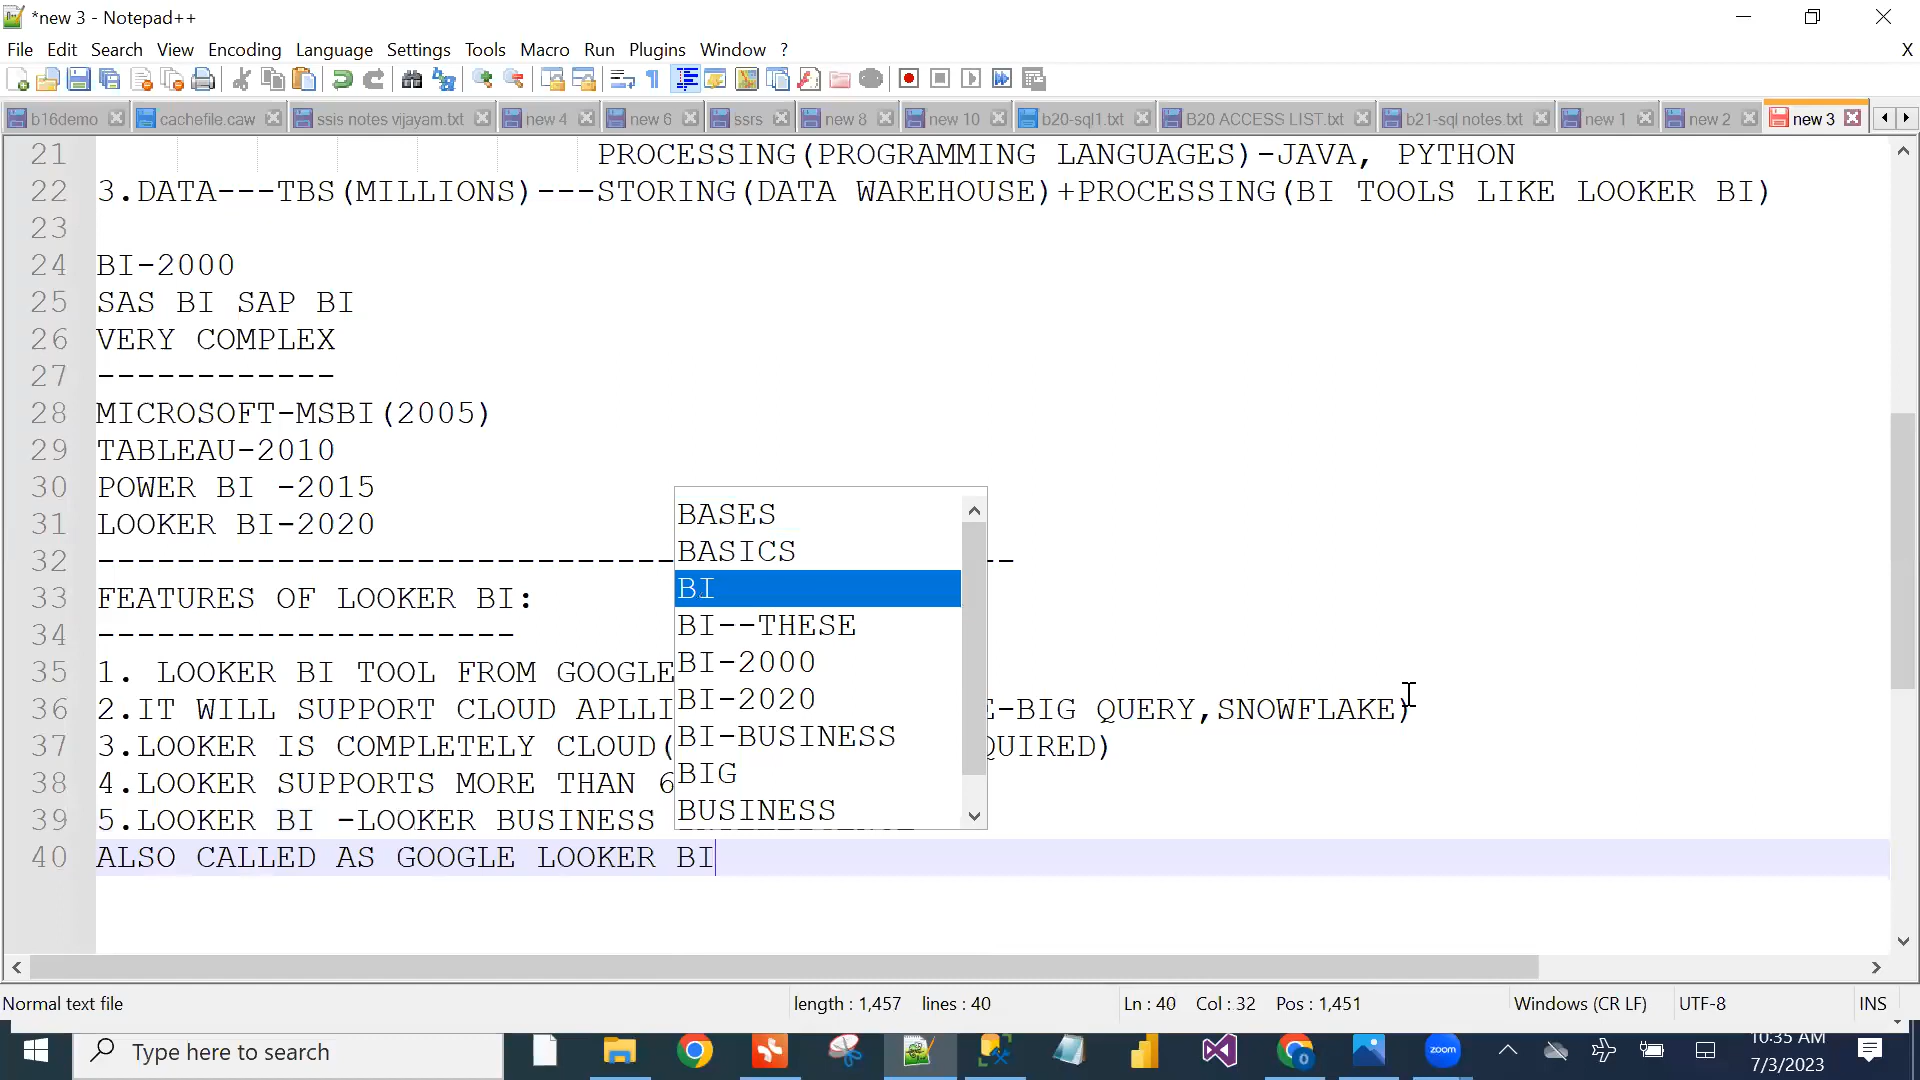 *new 3 - Notepad++
File Edit Search View Encoding Language Settings Tools Macro Run Plugins Window ? X
b16demo cachefile.caw ssis notes vijayam.txt new 4 new 6 ssrs new 8 new 10 b20-sql1.txt B20 ACCESS LIST.txt b21-sql notes.txt new 1 new 2 new 3
21 PROCESSING(PROGRAMMING LANGUAGES)-JAVA, PYTHON
22 3.DATA---TBS(MILLIONS)---STORING(DATA WAREHOUSE)+PROCESSING(BI TOOLS LIKE LOOKER BI)
23
24 BI-2000
25 SAS BI SAP BI
26 VERY COMPLEX
27 ------------
28 MICROSOFT-MSBI(2005)
29 TABLEAU-2010
30 POWER BI -2015
31 LOOKER BI-2020
32 ----------------------------------------------
33 FEATURES OF LOOKER BI:
34 ---------------------
35 1. LOOKER BI TOOL FROM GOOGLE
36 2.IT WILL SUPPORT CLOUD APLLI E-BIG QUERY,SNOWFLAKE)
37 3.LOOKER IS COMPLETELY CLOUD( QUIRED)
38 4.LOOKER SUPPORTS MORE THAN 6
39 5.LOOKER BI -LOOKER BUSINESS
40 ALSO CALLED AS GOOGLE LOOKER BI
BASES
BASICS
BI
BI--THESE
BI-2000
BI-2020
BI-BUSINESS
BIG
BUSINESS
Normal text file length : 1,457 lines : 40 Ln : 40 Col : 32 Pos : 1,451 Windows (CR LF) UTF-8 INS
Type here to search
zoom
10:35 AM
7/3/2023